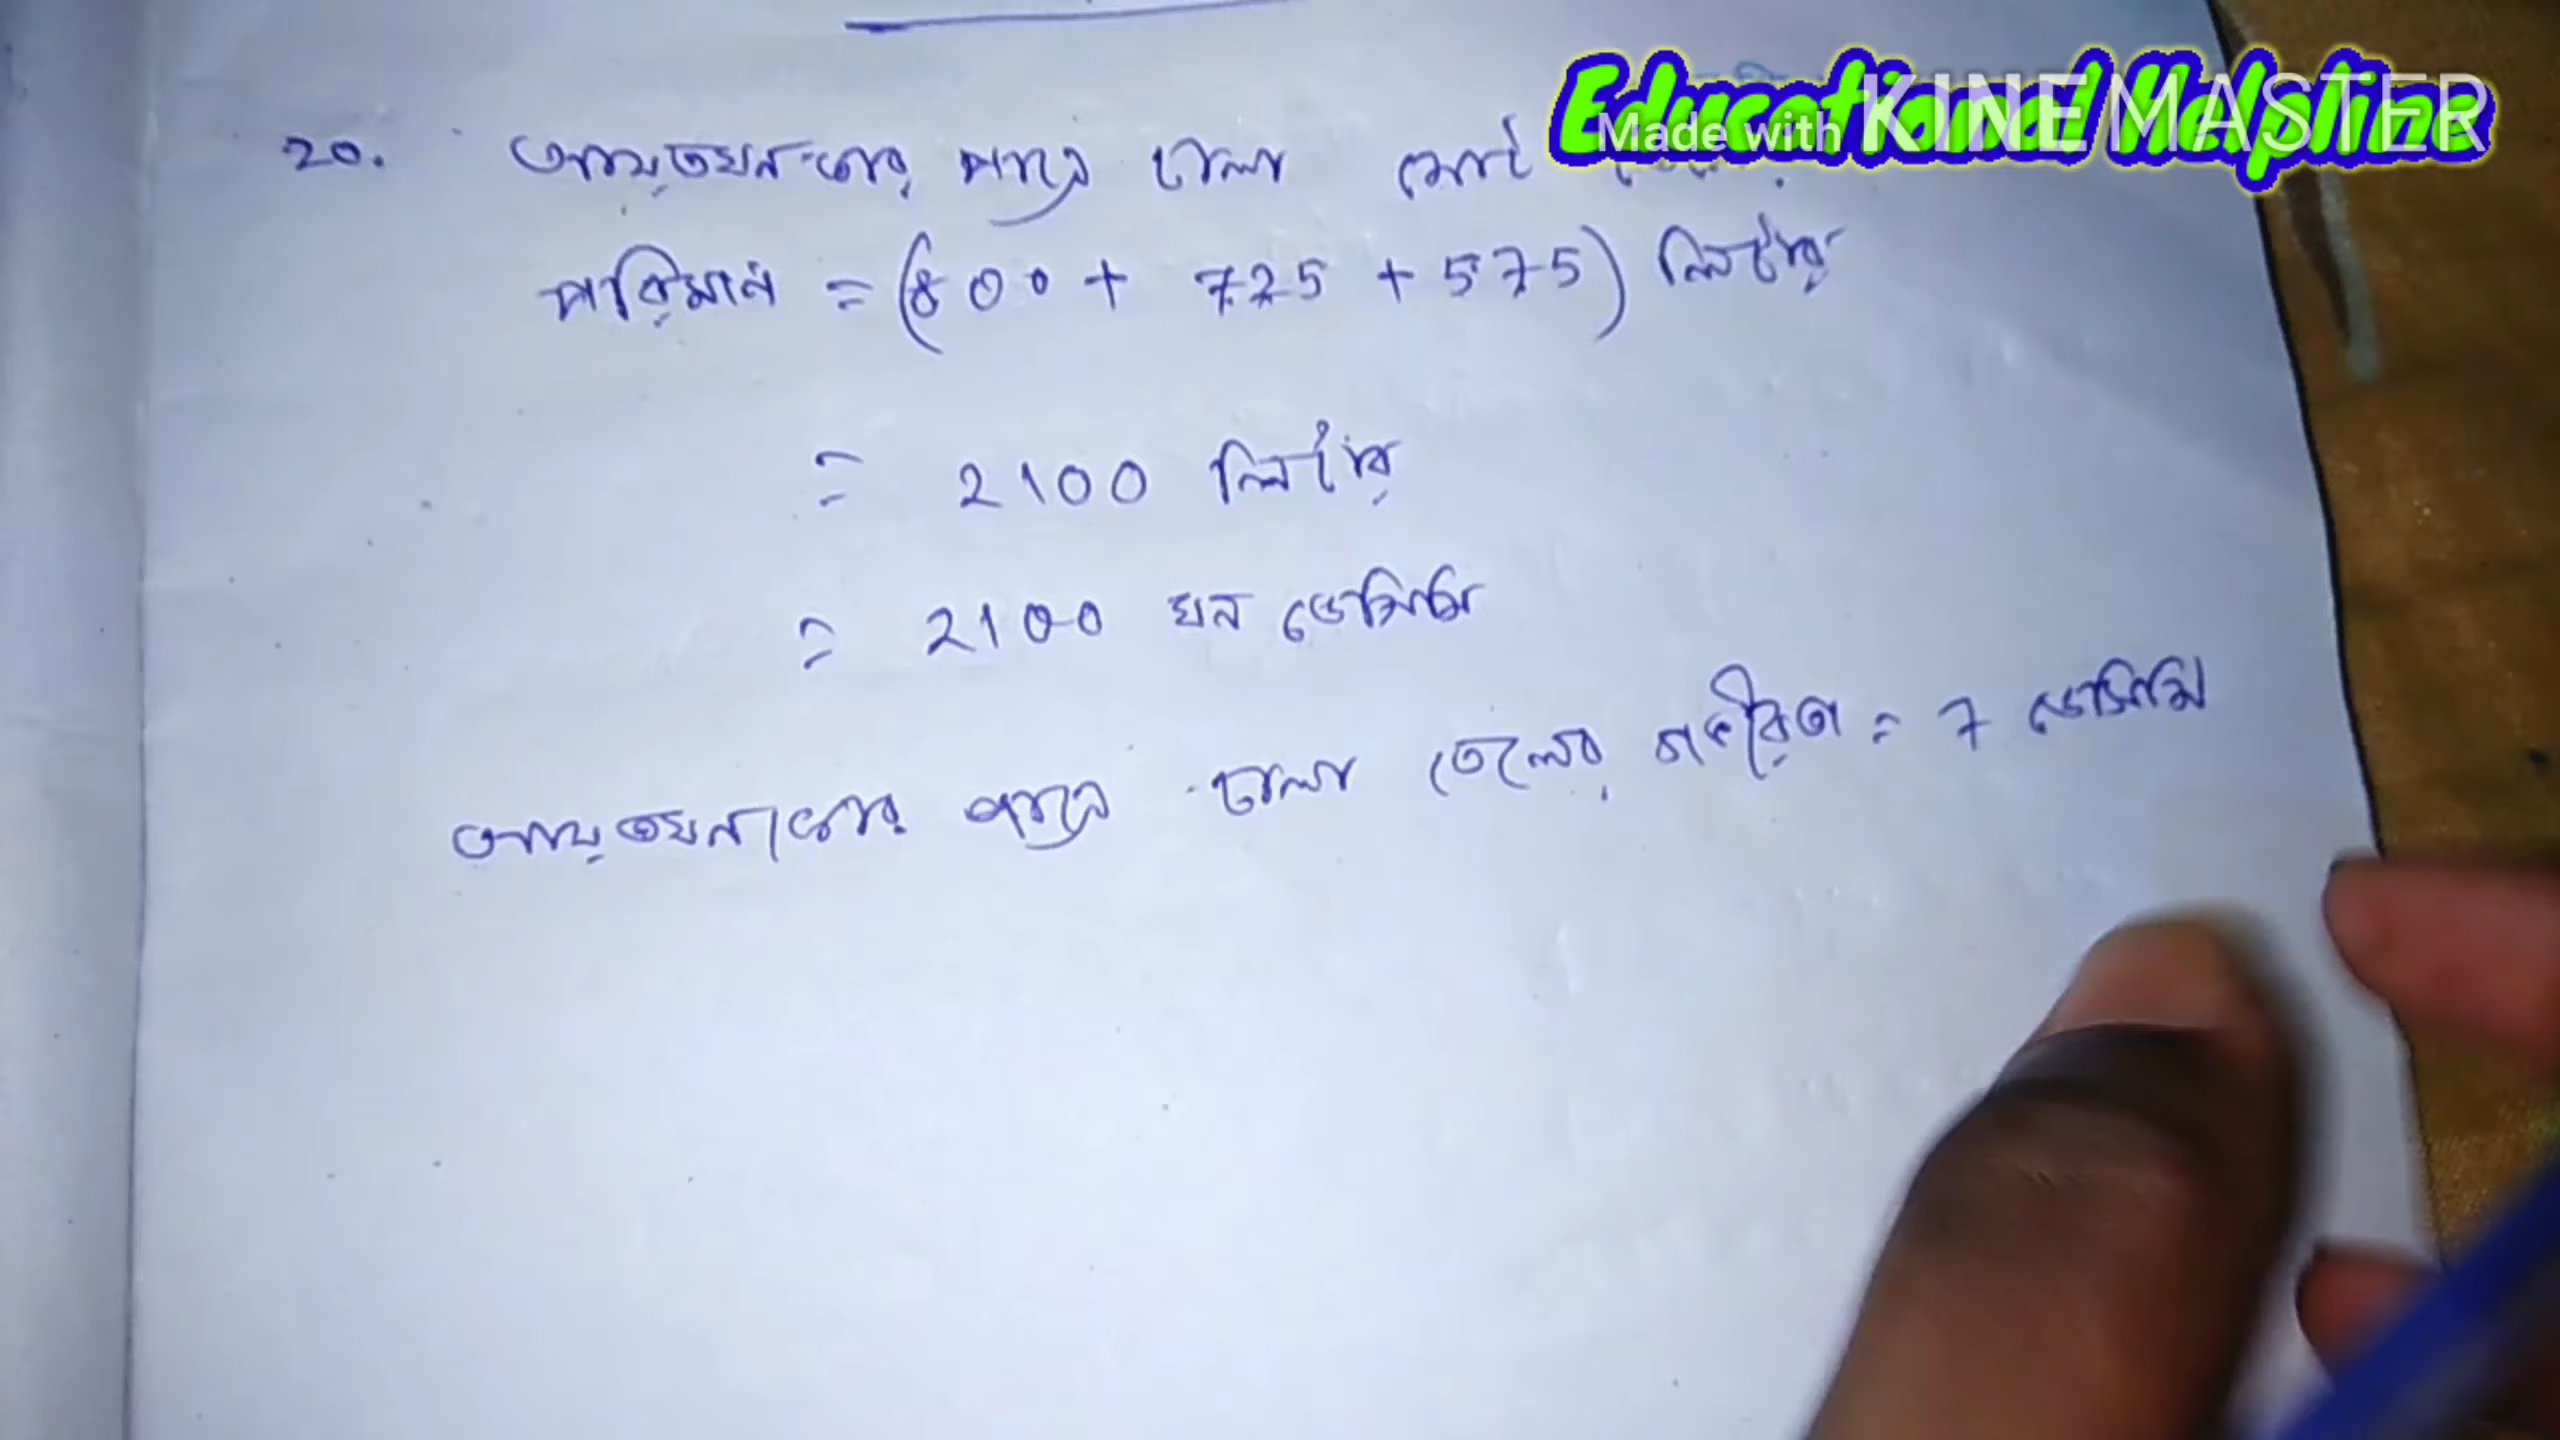 Educational Helpline
Made with KINEMASTER
20. আয়তঘনাকার পাত্রে ঢালা মোট
পরিমান = (800 + 725 + 575) লিটার
= 2100 লিটার
= 2100 ঘন ডেসিমি
আয়তঘনাকার পাত্রে ঢালা তেলের গভীরতা = 7 ডেসিমি